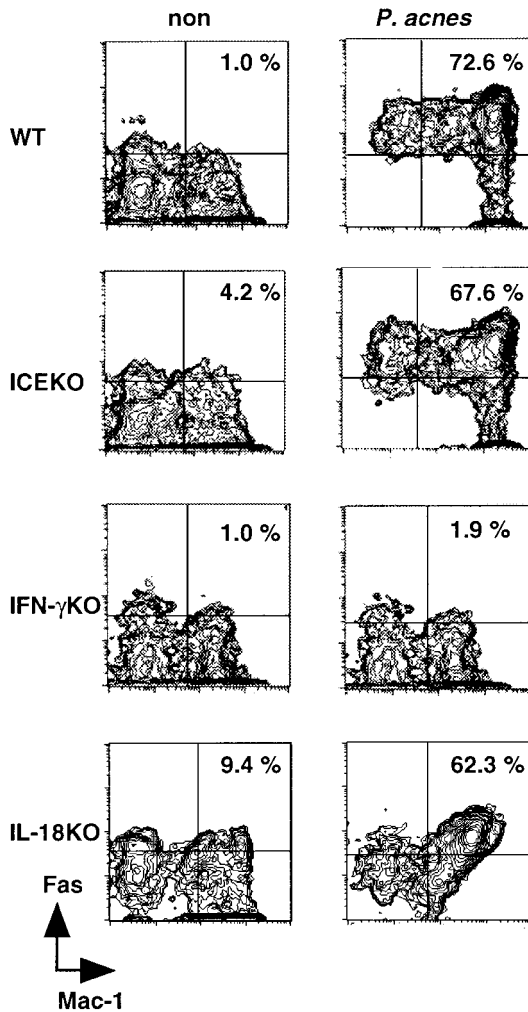 non P. acnes
WT 1.0 % 72.6 %
ICEKO 4.2 % 67.6 %
IFN-γKO 1.0 % 1.9 %
IL-18KO 9.4 % 62.3 %
Fas
Mac-1